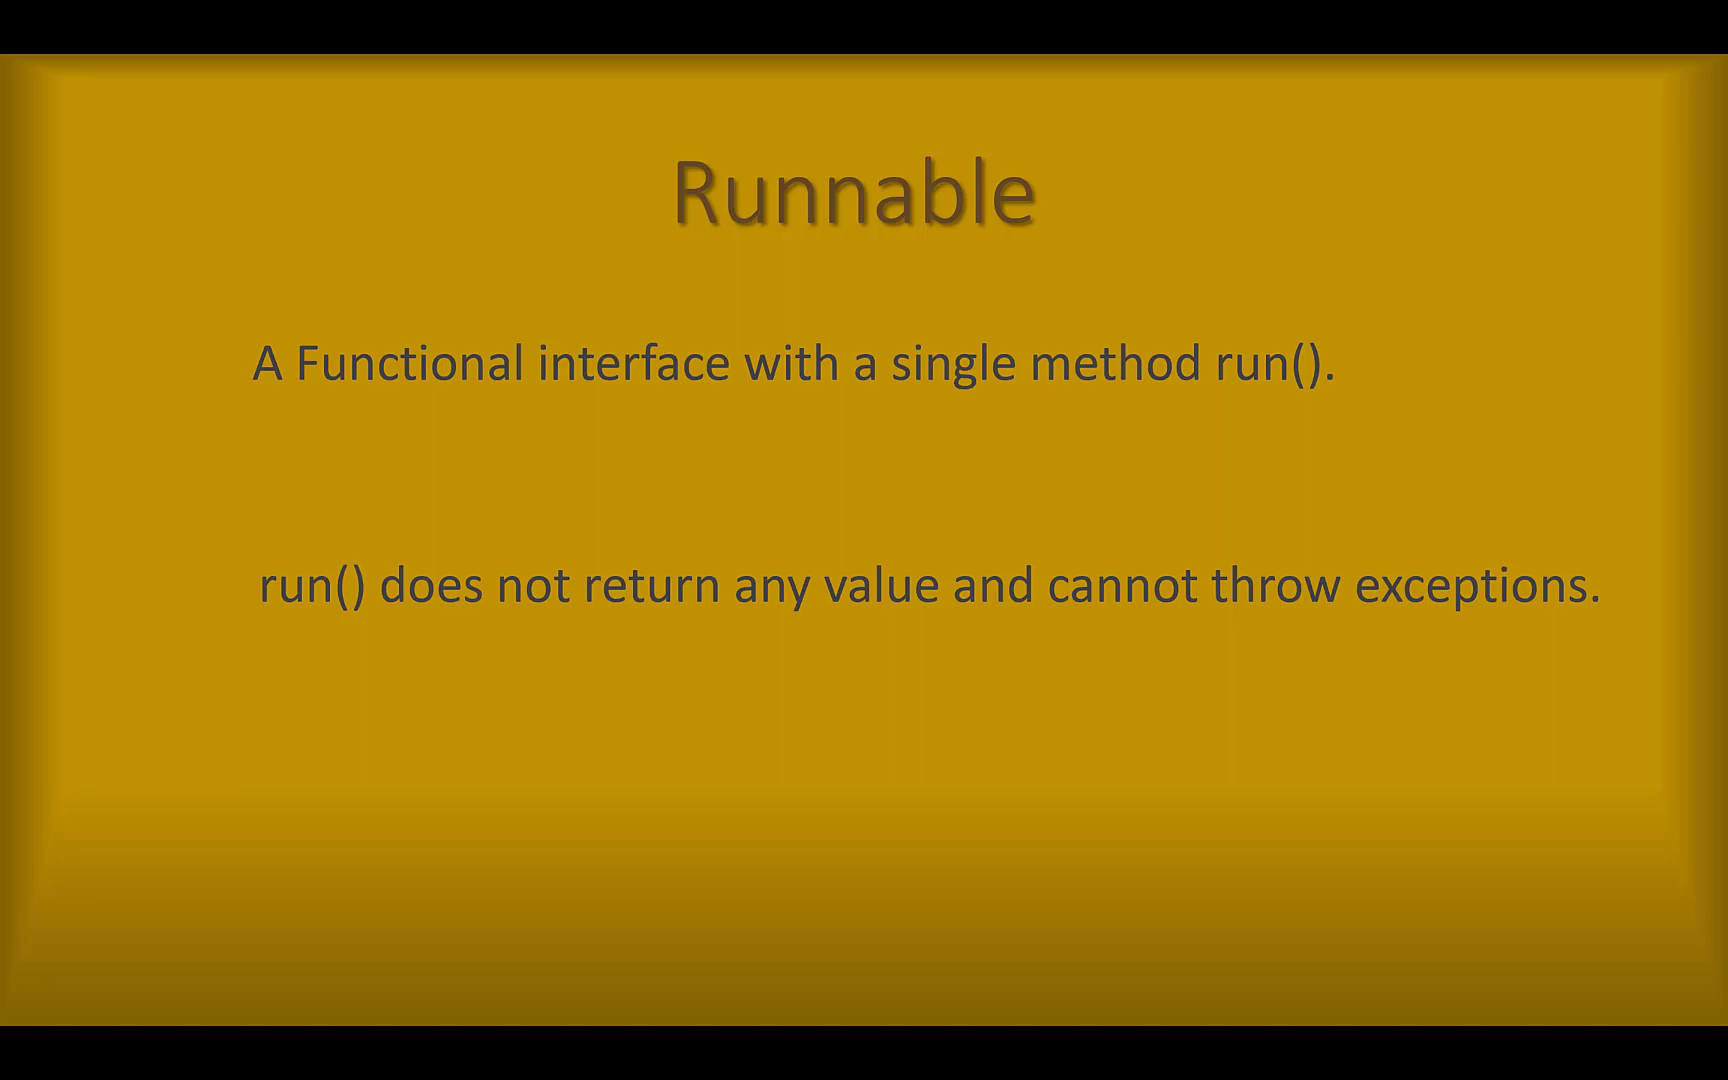 Runnable
A Functional interface with a single method run().
run() does not return any value and cannot throw exceptions.